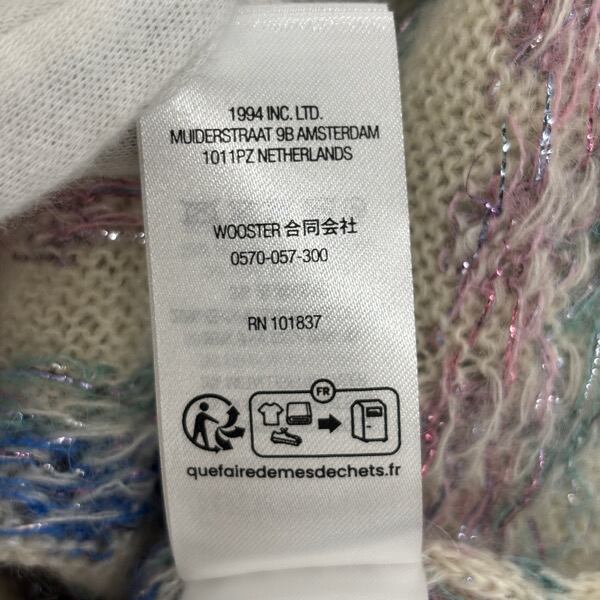 1994 INC. LTD.
MUIDERSTRAAT 9B AMSTERDAM
1011PZ NETHERLANDS
WOOSTER 合同会社
0570-057-300
RN 101837
FR
quefairedemesdechets.fr